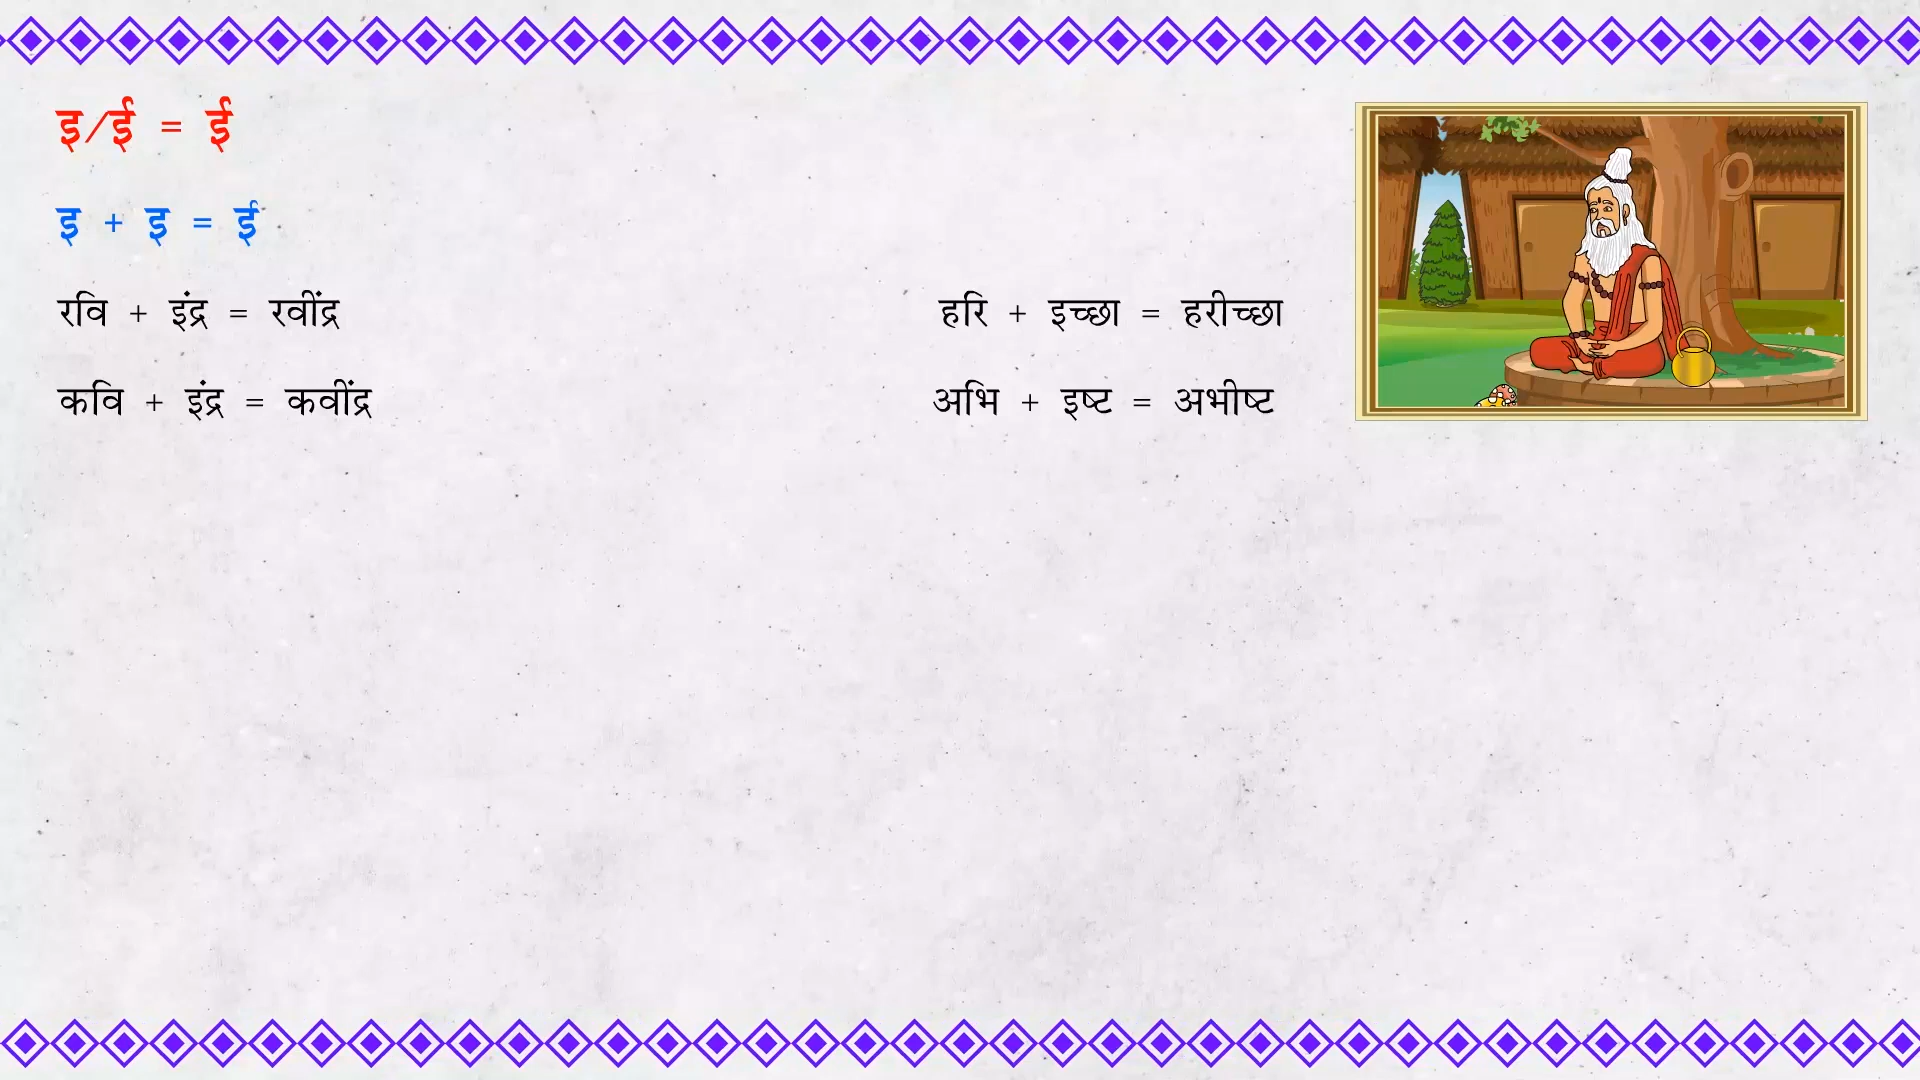 इ/ई = ई
इ + इ = ई
रवि + इंद्र = रवींद्र
हरि + इच्छा = हरीच्छा
कवि + इंद्र = कवींद्र
अभि + इष्ट = अभीष्ट